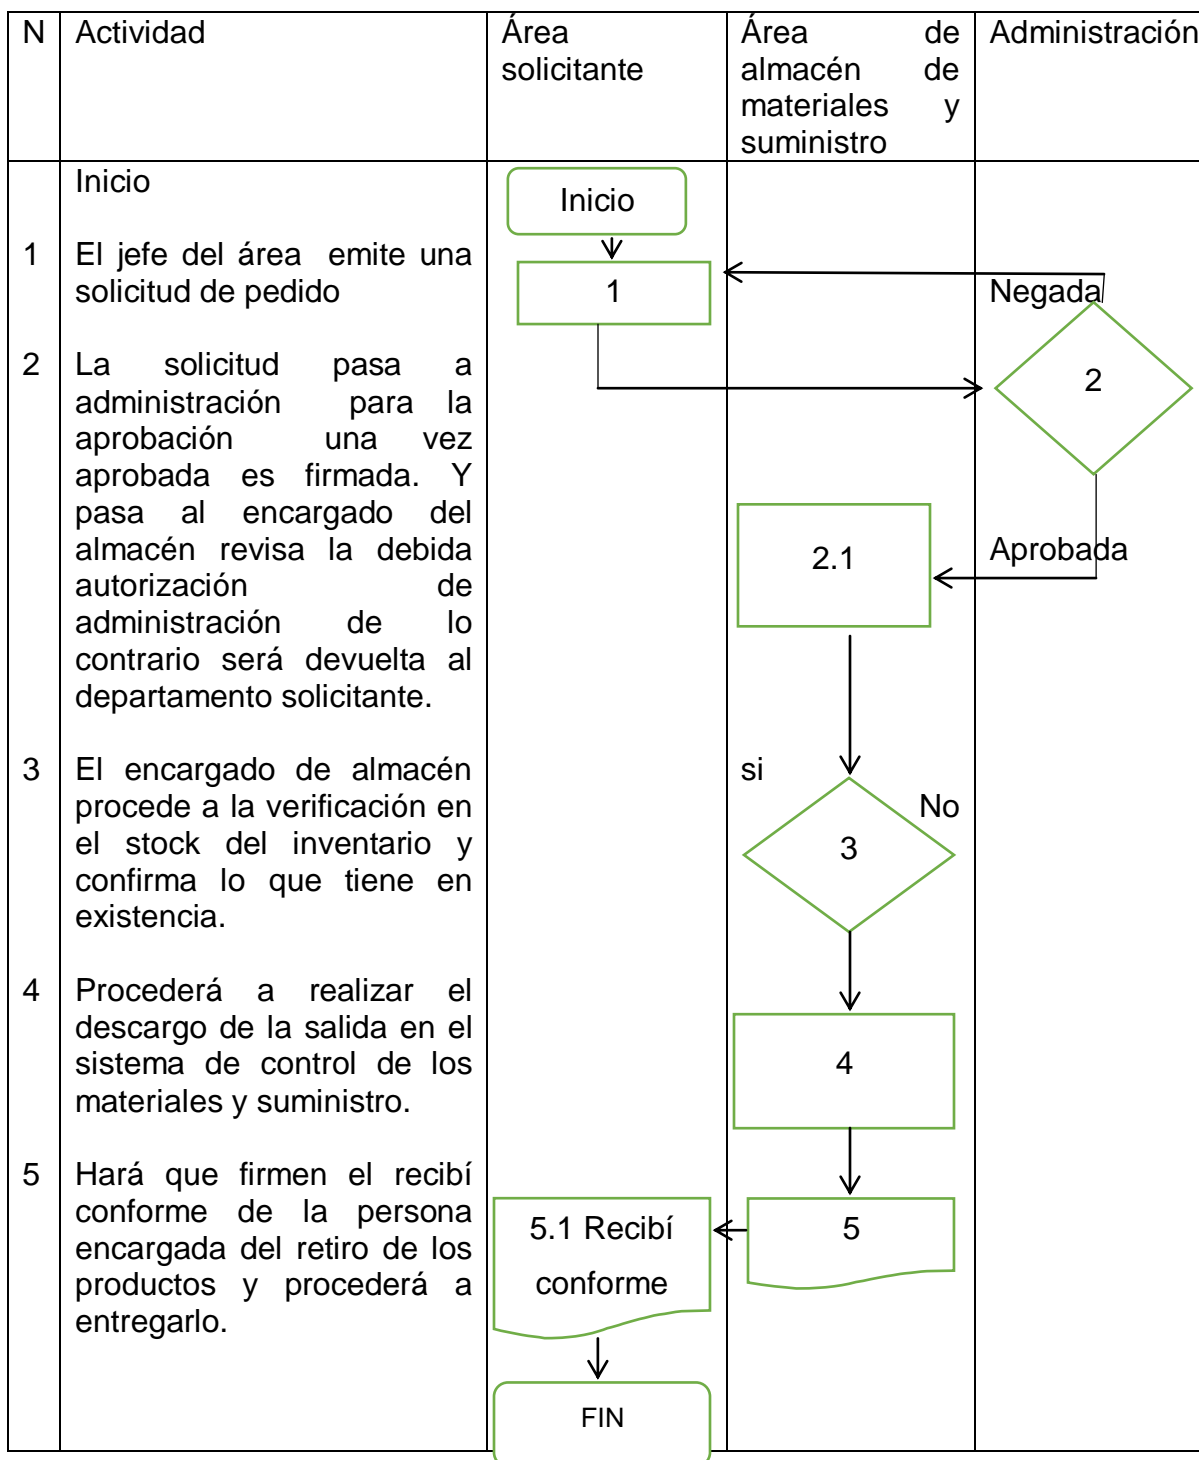 N
Actividad
Área
solicitante
Área de
almacén de
materiales y
suministro
Administración
Inicio
1
El jefe del área emite una
solicitud de pedido
2
La solicitud pasa a
administración para la
aprobación una vez
aprobada es firmada. Y
pasa al encargado del
almacén revisa la debida
autorización de
administración de lo
contrario será devuelta al
departamento solicitante.
3
El encargado de almacén
procede a la verificación en
el stock del inventario y
confirma lo que tiene en
existencia.
4
Procederá a realizar el
descargo de la salida en el
sistema de control de los
materiales y suministro.
5
Hará que firmen el recibí
conforme de la persona
encargada del retiro de los
productos y procederá a
entregarlo.
Inicio
1
Negada
2
Aprobada
2.1
si
No
3
4
5
5.1 Recibí
conforme
FIN